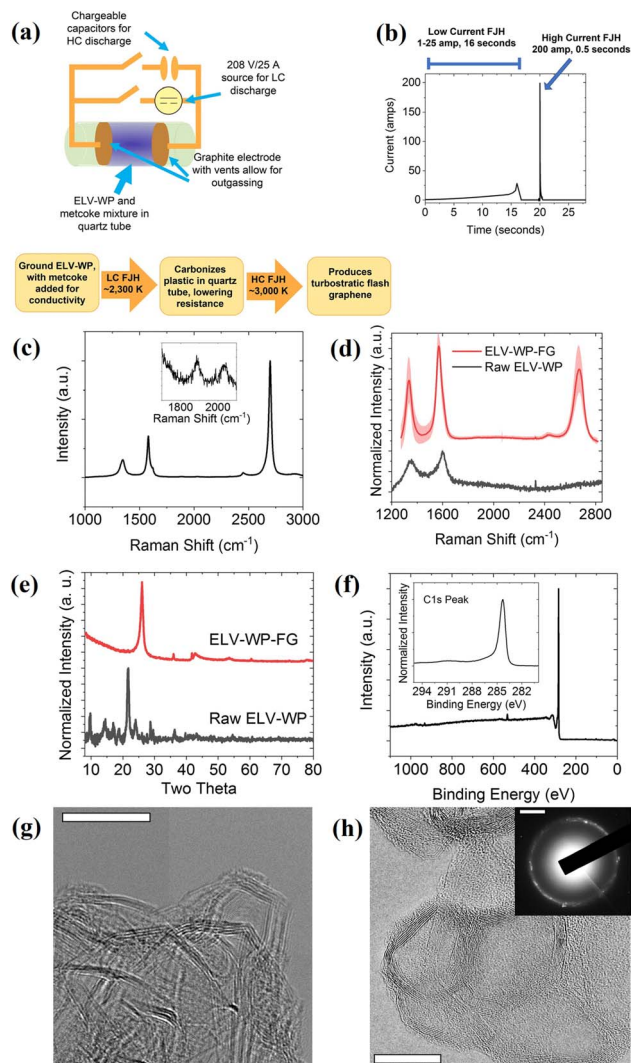 (a)
Chargeable
capacitors for
HC discharge
208 V/25 A
source for LC
discharge
Graphite electrode
with vents allow for
outgassing
ELV-WP and
metcoke mixture in
quartz tube
(b)
Low Current FJH
1-25 amp, 16 seconds
High Current FJH
200 amp, 0.5 seconds
Current (amps)
200
150
100
50
0
0 5 10 15 20 25
Time (seconds)
Ground ELV-WP,
with metcoke
added for
conductivity
LC FJH
~2,300 K
Carbonizes
plastic in quartz
tube, lowering
resistance
HC FJH
~3,000 K
Produces
turbostratic flash
graphene
(c)
Intensity (a.u.)
1800 2000
Raman Shift (cm-1)
1000 1500 2000 2500 3000
Raman Shift (cm-1)
(d)
Normalized Intensity (a.u.)
ELV-WP-FG
Raw ELV-WP
1200 1600 2000 2400 2800
Raman Shift (cm-1)
(e)
Normalized Intensity (a. u.)
ELV-WP-FG
Raw ELV-WP
10 20 30 40 50 60 70 80
Two Theta
(f)
Intensity (a.u.)
Normalized Intensity
C1s Peak
294 291 288 285 282
Binding Energy (eV)
1000 800 600 400 200 0
Binding Energy (eV)
(g)
(h)